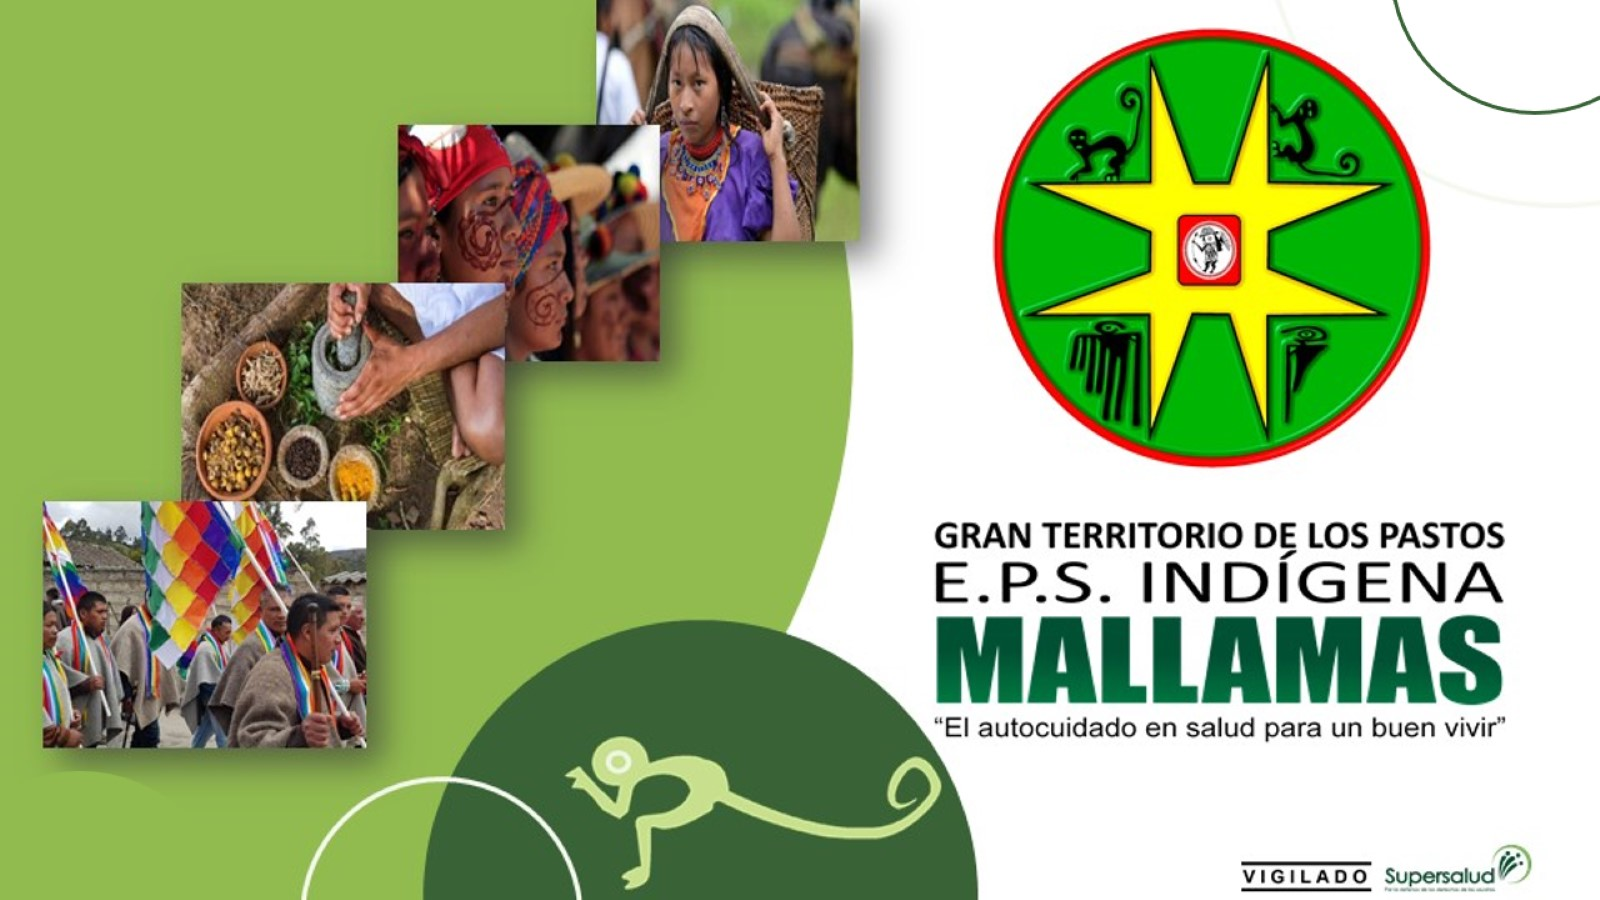 GRAN TERRITORIO DE LOS PASTOS
E.P.S. INDÍGENA
MALLAMAS
“El autocuidado en salud para un buen vivir”
VIGILADO Supersalud